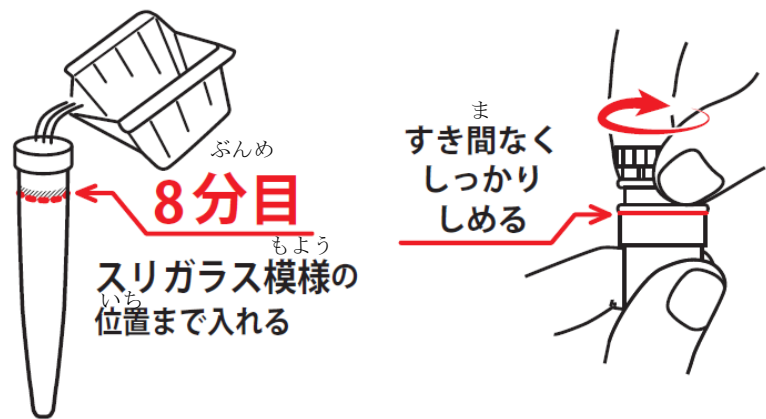 ぶんめ
8分目
もよう
スリガラス模様の
いち
位置まで入れる
ま
すき間なく
しっかり
しめる